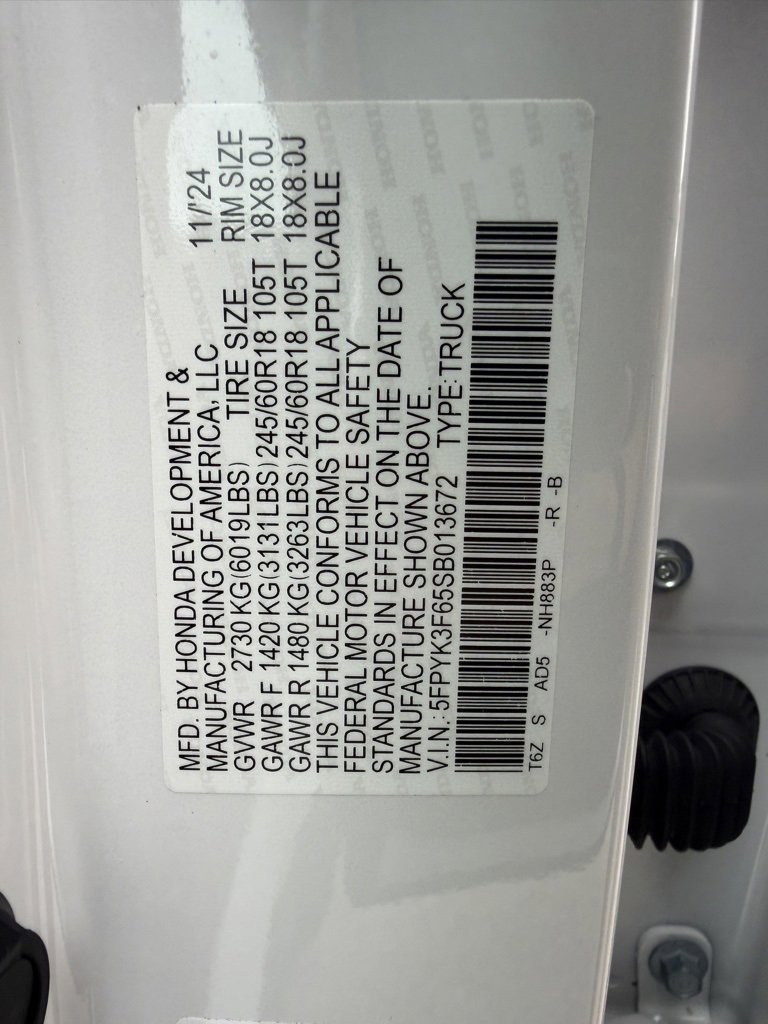 MFD. BY HONDA DEVELOPMENT &
MANUFACTURING OF AMERICA, LLC 11/'24
GVWR 2730 KG(6019LBS) TIRE SIZE RIM SIZE
GAWR F 1420 KG(3131LBS)245/60R18 105T 18X8.0J
GAWR R 1480 KG(3263LBS)245/60R18 105T 18X8.0J
THIS VEHICLE CONFORMS TO ALL APPLICABLE
FEDERAL MOTOR VEHICLE SAFETY
STANDARDS IN EFFECT ON THE DATE OF
MANUFACTURE SHOWN ABOVE.
V.I.N.: 5FPYK3F65SB013672 TYPE:TRUCK
T6Z S AD5 -NH883P -R -B